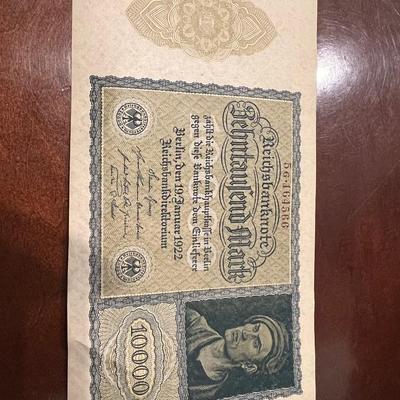 Reichsbanknote
Zehntausend Mark
zahlt die Reichsbankhauptkasse in Berlin
gegen diese Banknote dem Einlieferer
Berlin, den 19. Januar 1922
Reichsbankdirektorium
10000